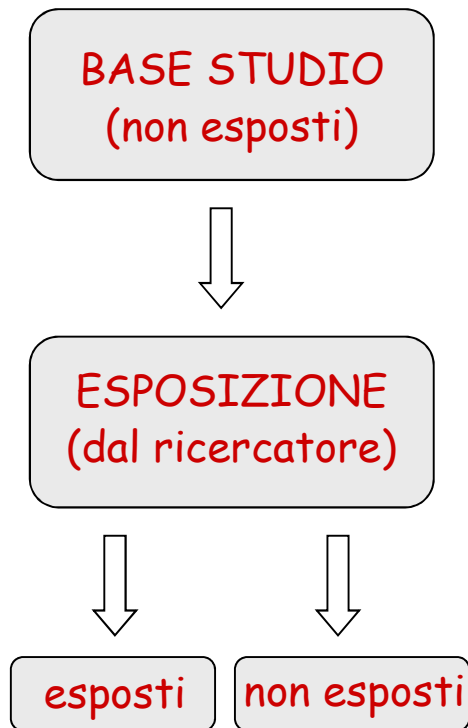 BASE STUDIO
(non esposti)
ESPOSIZIONE
(dal ricercatore)
esposti
non esposti